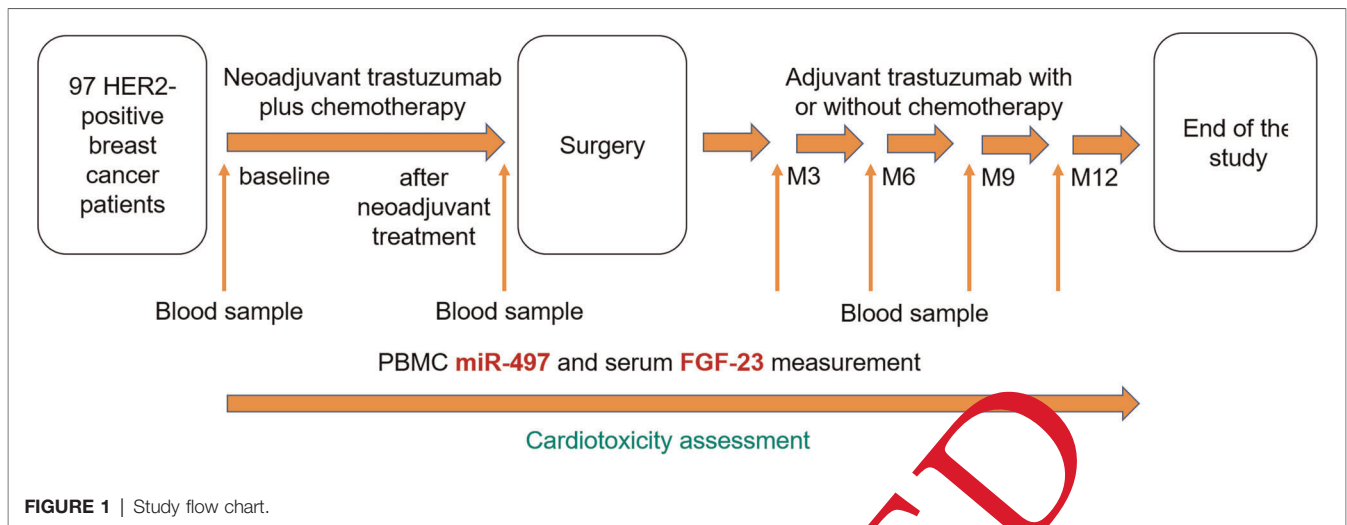 97 HER2-
positive
breast
cancer
patients
Neoadjuvant trastuzumab
plus chemotherapy
baseline
after
neoadjuvant
treatment
Surgery
Adjuvant trastuzumab with
or without chemotherapy
M3
M6
M9
M12
End of the
study
Blood sample
Blood sample
Blood sample
PBMC miR-497 and serum FGF-23 measurement
Cardiotoxicity assessment
FIGURE 1 | Study flow chart.